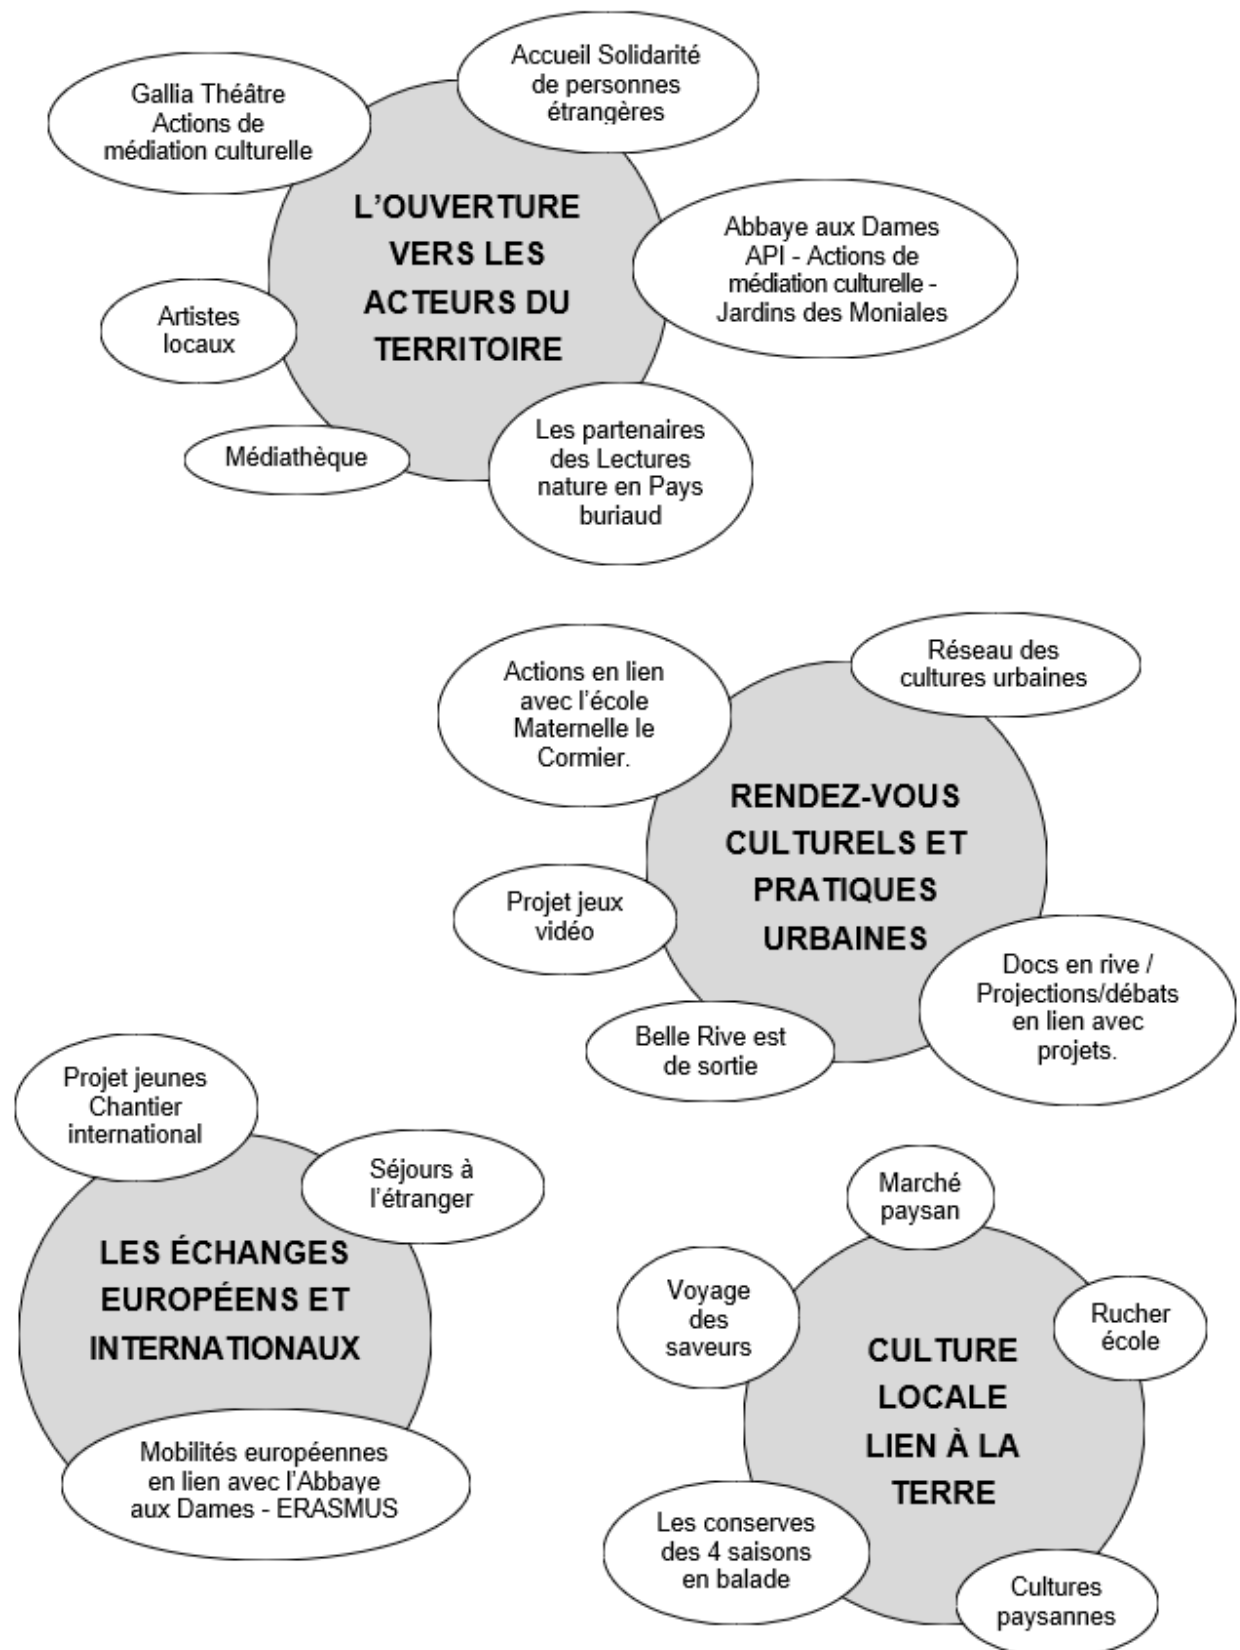 Accueil Solidarité
de personnes
étrangères
Gallia Théâtre
Actions de
médiation culturelle
L'OUVERTURE
VERS LES
ACTEURS DU
TERRITOIRE
Abbaye aux Dames
API - Actions de
médiation culturelle -
Jardins des Moniales
Artistes
locaux
Médiathèque
Les partenaires
des Lectures
nature en Pays
buriaud
Actions en lien
avec l'école
Maternelle le
Cormier.
Réseau des
cultures urbaines
RENDEZ-VOUS
CULTURELS ET
PRATIQUES
URBAINES
Projet jeux
vidéo
Docs en rive /
Projections/débats
en lien avec
projets.
Belle Rive est
de sortie
Projet jeunes
Chantier
international
Séjours à
l'étranger
LES ÉCHANGES
EUROPÉENS ET
INTERNATIONAUX
Mobilités européennes
en lien avec l'Abbaye
aux Dames - ERASMUS
Marché
paysan
Voyage
des
saveurs
Rucher
école
CULTURE
LOCALE
LIEN À LA
TERRE
Les conserves
des 4 saisons
en balade
Cultures
paysannes